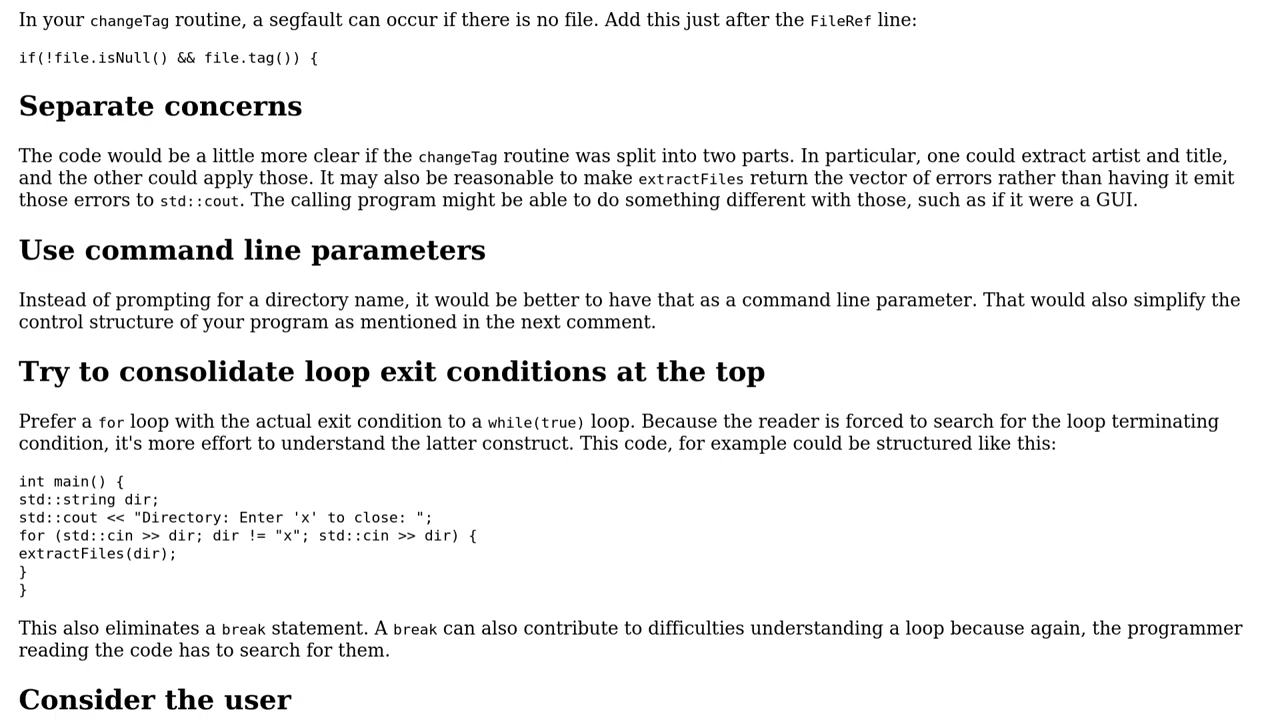 In your changeTag routine, a segfault can occur if there is no file. Add this just after the FileRef line:
if(!file.isNull() && file.tag()) {
Separate concerns
The code would be a little more clear if the changeTag routine was split into two parts. In particular, one could extract artist and title,
and the other could apply those. It may also be reasonable to make extractFiles return the vector of errors rather than having it emit
those errors to std::cout. The calling program might be able to do something different with those, such as if it were a GUI.
Use command line parameters
Instead of prompting for a directory name, it would be better to have that as a command line parameter. That would also simplify the
control structure of your program as mentioned in the next comment.
Try to consolidate loop exit conditions at the top
Prefer a for loop with the actual exit condition to a while(true) loop. Because the reader is forced to search for the loop terminating
condition, it's more effort to understand the latter construct. This code, for example could be structured like this:
int main() {
std::string dir;
std::cout << "Directory: Enter 'x' to close: ";
for (std::cin >> dir; dir != "x"; std::cin >> dir) {
extractFiles(dir);
}
}
This also eliminates a break statement. A break can also contribute to difficulties understanding a loop because again, the programmer
reading the code has to search for them.
Consider the user